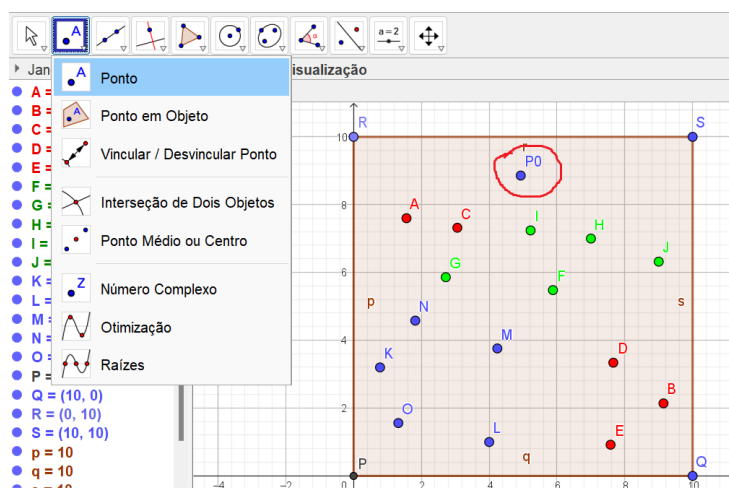 A
a=2
Jan
isualização
Ponto
Ponto em Objeto
Vincular / Desvincular Ponto
Interseção de Dois Objetos
Ponto Médio ou Centro
Número Complexo
Otimização
Raízes
A =
B =
C =
D =
E =
F =
G =
H =
I =
J =
K =
L =
M =
N =
O =
P =
Q = (10, 0)
R = (0, 10)
S = (10, 10)
p = 10
q = 10
R
S
10
r
P0
8
A
C
I
H
J
6
G
F
p
s
N
4
M
K
D
2
O
B
L
E
P
q
Q
-4
-2
0
2
4
6
8
10